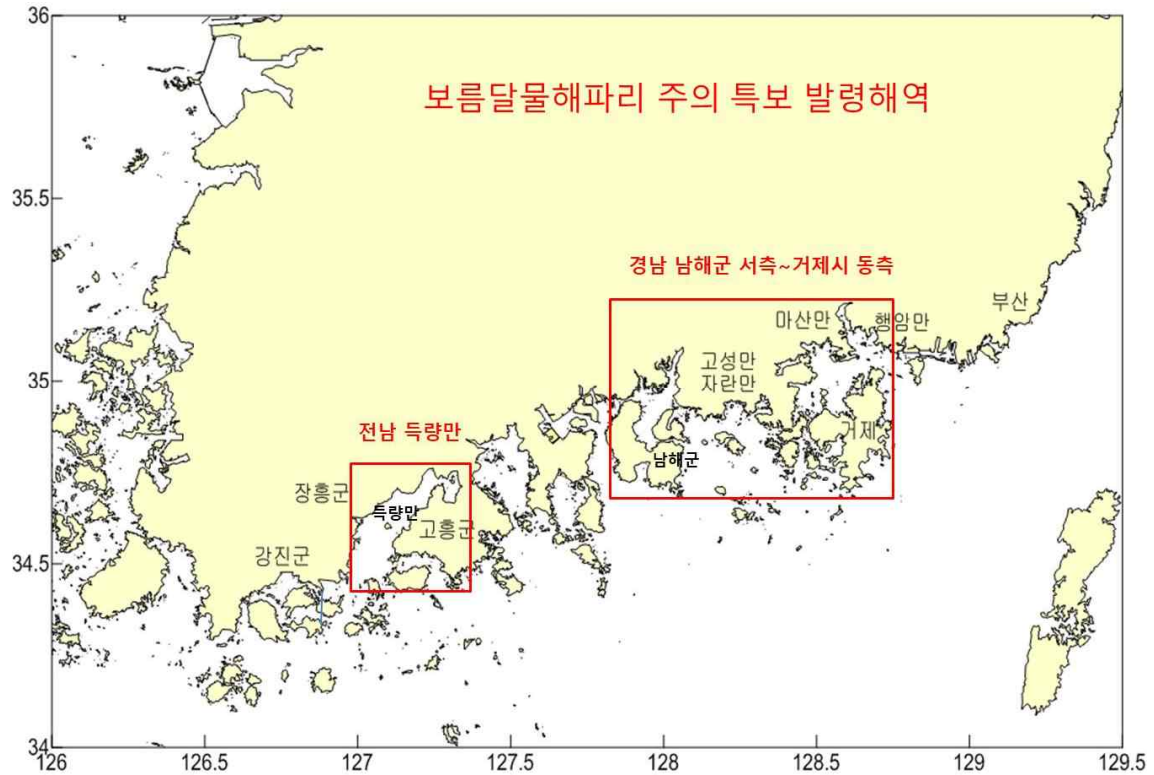 36
보름달물해파리 주의 특보 발령해역
35.5
경남 남해군 서측~거제시 동측
부산
마산만
행암만
35
고성만
자란만
거제
전남 득량만
남해군
장흥군
득량만
고흥군
34.5
강진군
34
126
126.5
127
127.5
128
128.5
129
129.5